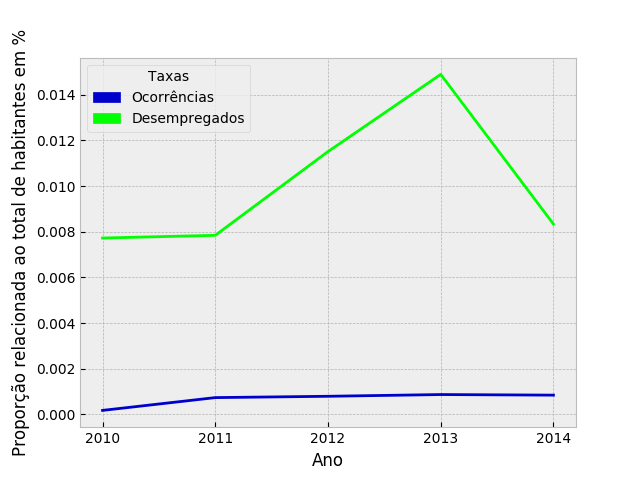 Proporção relacionada ao total de habitantes em %
Taxas
Ocorrências
Desempregados
0.014
0.012
0.010
0.008
0.006
0.004
0.002
0.000
2010 2011 2012 2013 2014
Ano